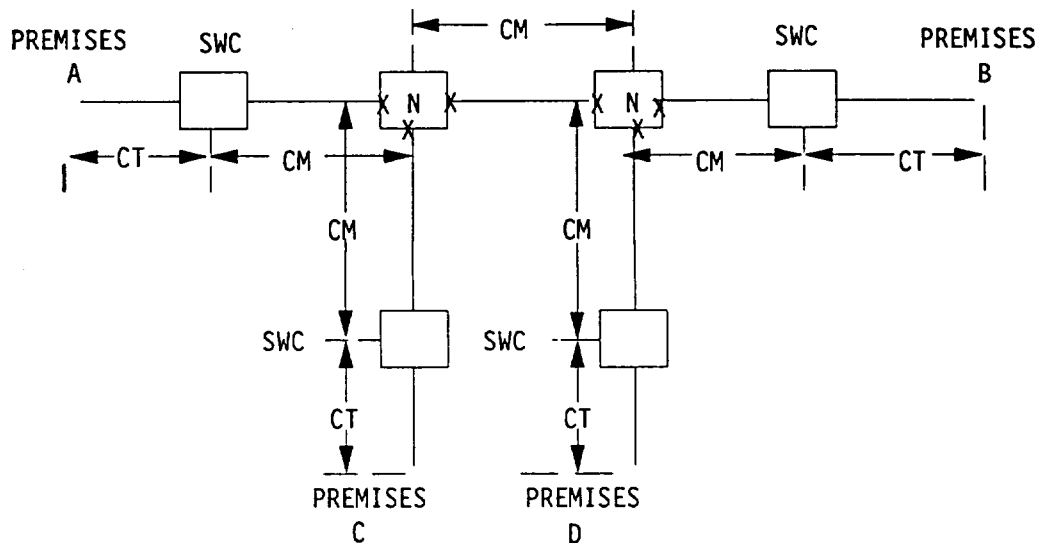 CM
PREMISES
A
SWC
SWC
PREMISES
B
X N X
X
X N X
X
CT
CM
CM
CT
CM
CM
SWC
SWC
CT
CT
PREMISES
C
PREMISES
D